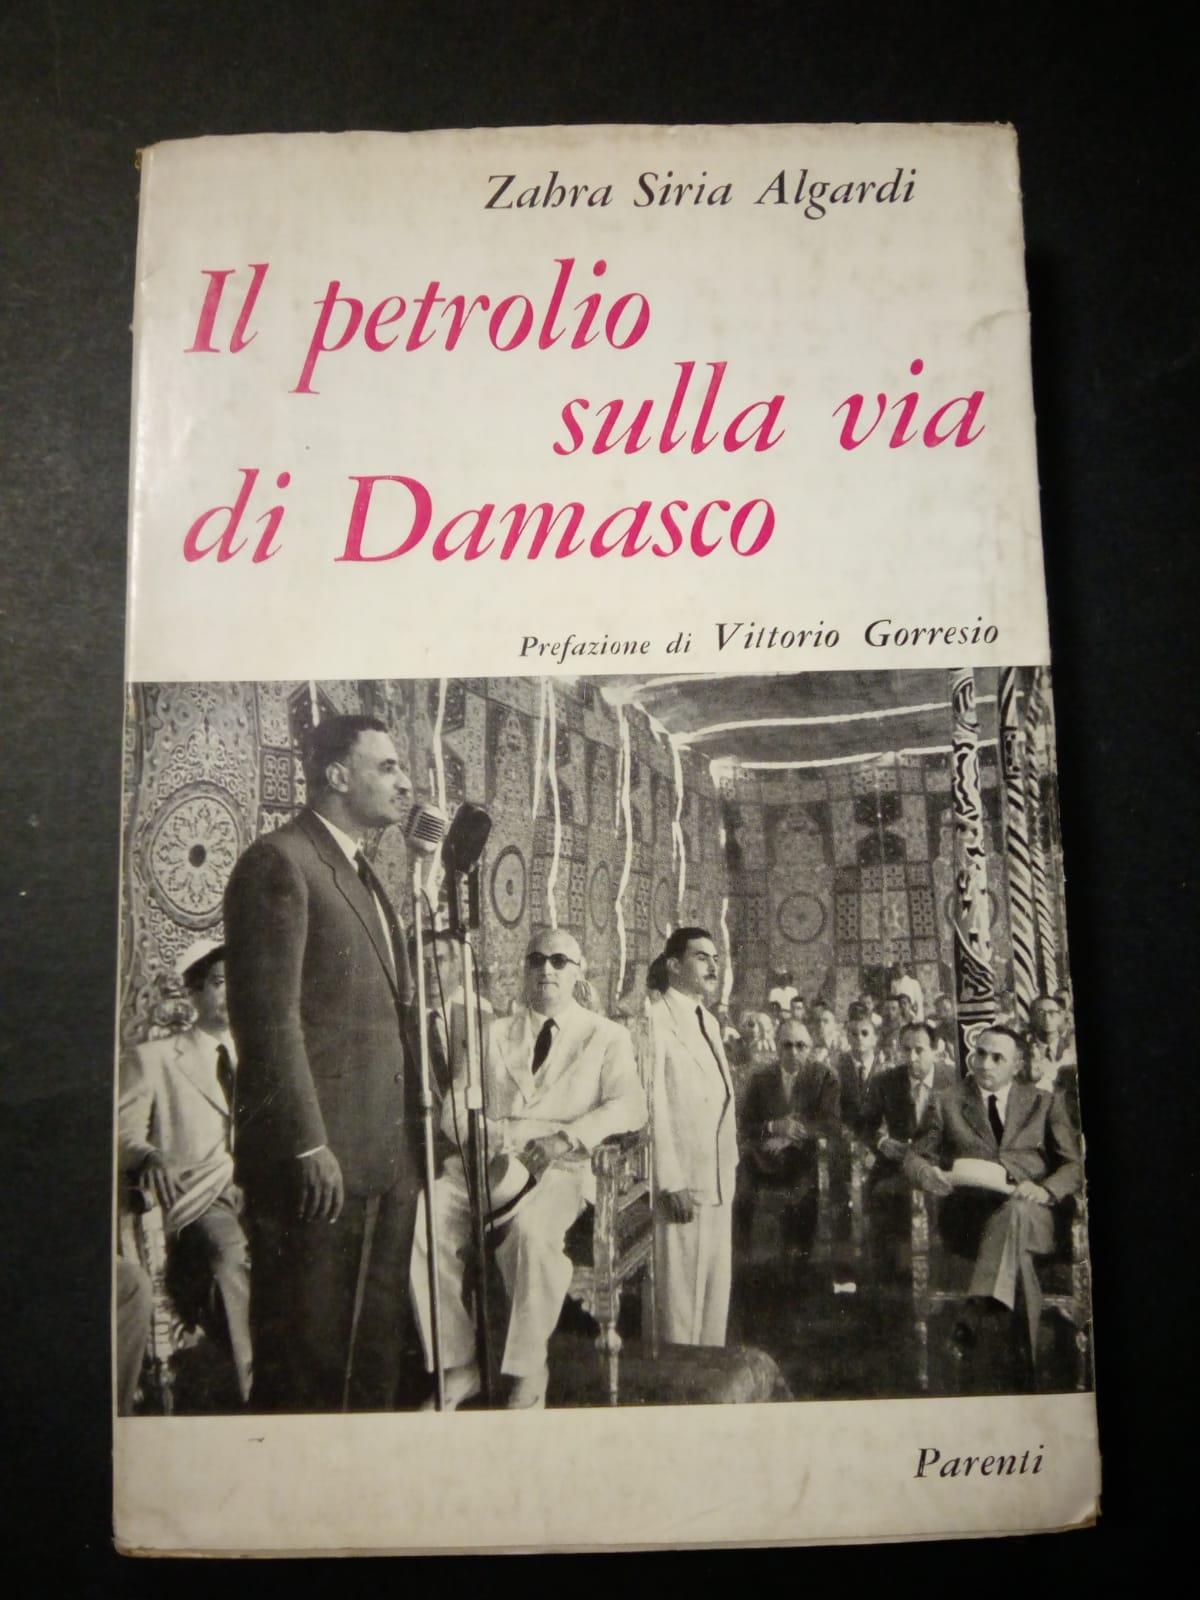 Zahra Siria Algardi
Il petrolio
sulla via
di Damasco
Prefazione di Vittorio Gorresio
Parenti